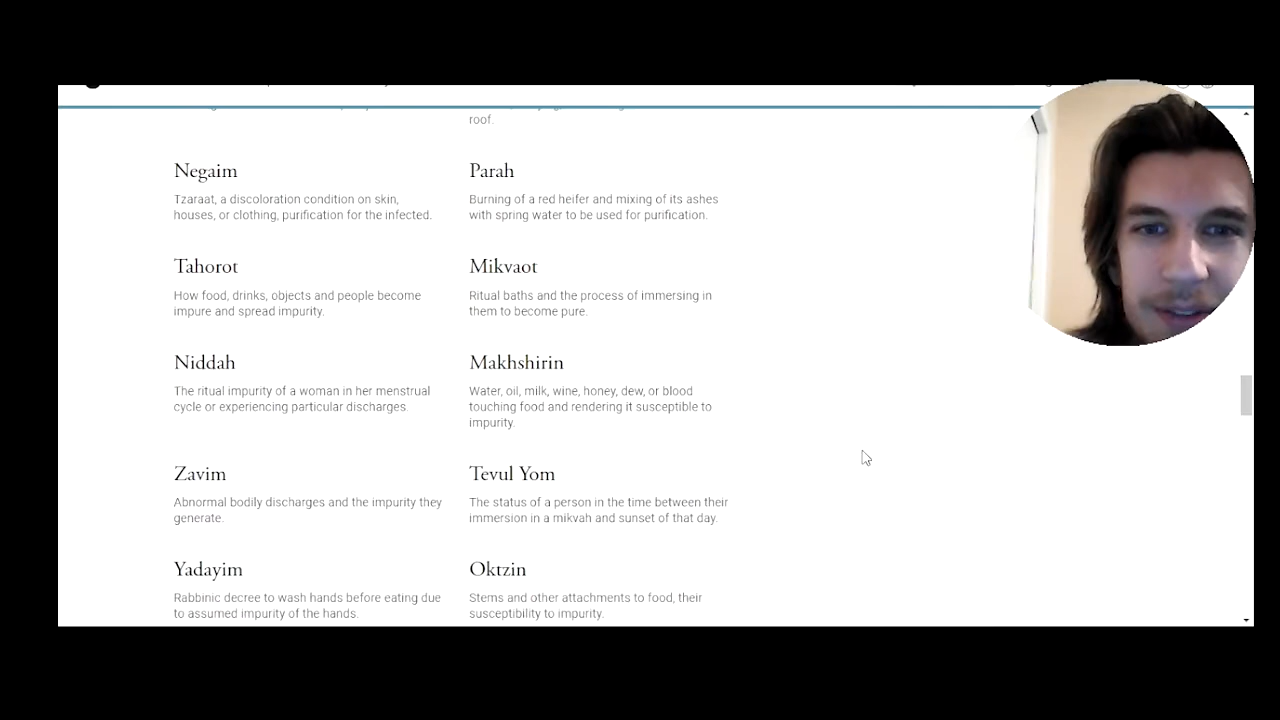 roof.
Negaim
Tzaraat, a discoloration condition on skin,
houses, or clothing, purification for the infected.
Parah
Burning of a red heifer and mixing of its ashes
with spring water to be used for purification.
Tahorot
How food, drinks, objects and people become
impure and spread impurity.
Mikvaot
Ritual baths and the process of immersing in
them to become pure.
Niddah
The ritual impurity of a woman in her menstrual
cycle or experiencing particular discharges.
Makhshirin
Water, oil, milk, wine, honey, dew, or blood
touching food and rendering it susceptible to
impurity.
Zavim
Abnormal bodily discharges and the impurity they
generate.
Tevul Yom
The status of a person in the time between their
immersion in a mikvah and sunset of that day.
Yadayim
Rabbinic decree to wash hands before eating due
to assumed impurity of the hands.
Oktzin
Stems and other attachments to food, their
susceptibility to impurity.